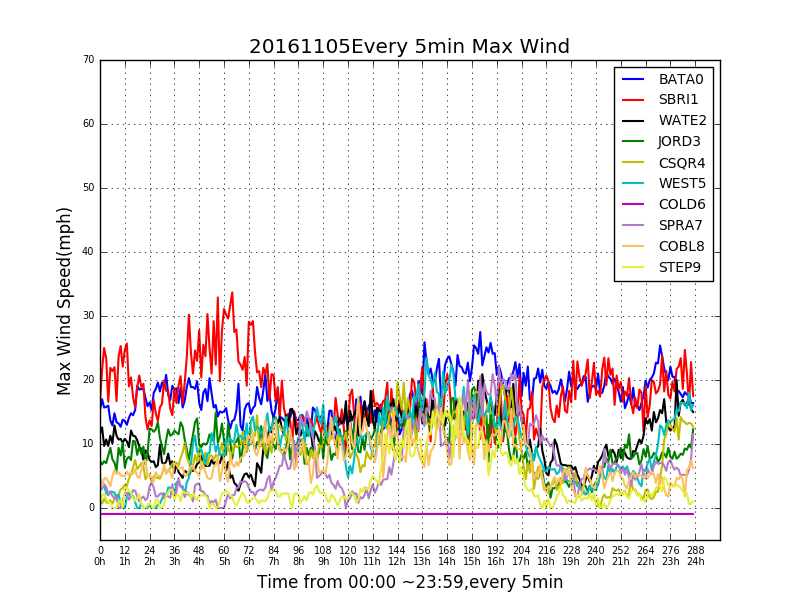 20161105Every 5min Max Wind
70
60
50
40
30
20
10
0
Max Wind Speed(mph)
BATA0
SBRI1
WATE2
JORD3
CSQR4
WEST5
COLD6
SPRA7
COBL8
STEP9
0 12 24 36 48 60 72 84 96 108 120 132 144 156 168 180 192 204 216 228 240 252 264 276 288
0h 1h 2h 3h 4h 5h 6h 7h 8h 9h 10h 11h 12h 13h 14h 15h 16h 17h 18h 19h 20h 21h 22h 23h 24h
Time from 00:00 ~23:59,every 5min